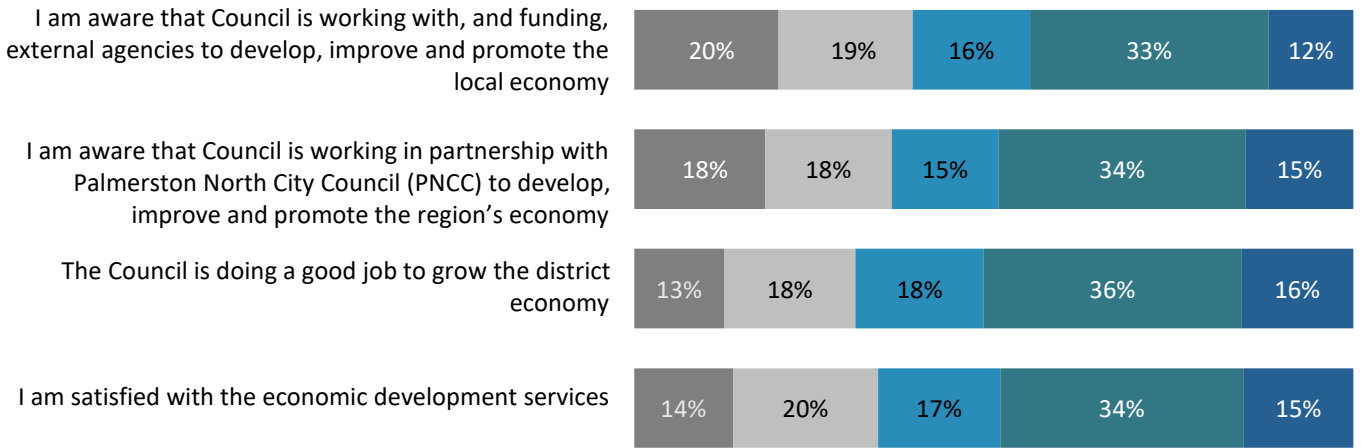 I am aware that Council is working with, and funding,
external agencies to develop, improve and promote the
local economy
20% 19% 16% 33% 12%
I am aware that Council is working in partnership with
Palmerston North City Council (PNCC) to develop,
improve and promote the region’s economy
18% 18% 15% 34% 15%
The Council is doing a good job to grow the district
economy
13% 18% 18% 36% 16%
I am satisfied with the economic development services
14% 20% 17% 34% 15%